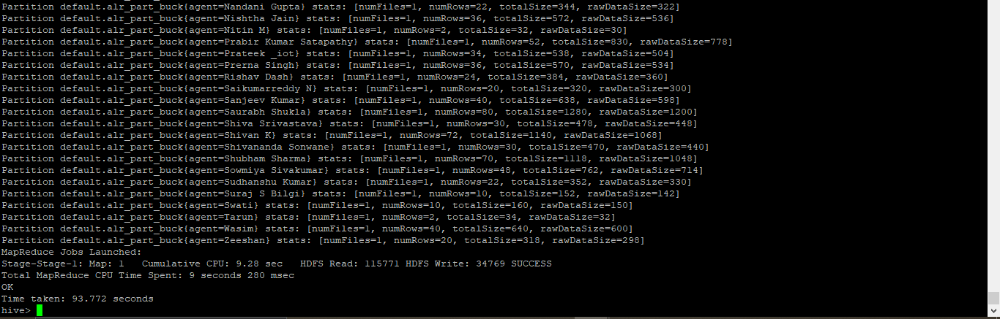 Partition default.alr_part_buck{agent=Nandani Gupta} stats: [numFiles=1, numRows=22, totalSize=344, rawDataSize=322]
Partition default.alr_part_buck{agent=Nishtha Jain} stats: [numFiles=1, numRows=36, totalSize=572, rawDataSize=536]
Partition default.alr_part_buck{agent=Nitin M} stats: [numFiles=1, numRows=2, totalSize=32, rawDataSize=30]
Partition default.alr_part_buck{agent=Prabir Kumar Satapathy} stats: [numFiles=1, numRows=52, totalSize=830, rawDataSize=778]
Partition default.alr_part_buck{agent=Prateek _iot} stats: [numFiles=1, numRows=34, totalSize=538, rawDataSize=504]
Partition default.alr_part_buck{agent=Prerna Singh} stats: [numFiles=1, numRows=36, totalSize=570, rawDataSize=534]
Partition default.alr_part_buck{agent=Rishav Dash} stats: [numFiles=1, numRows=24, totalSize=384, rawDataSize=360]
Partition default.alr_part_buck{agent=Saikumarreddy N} stats: [numFiles=1, numRows=20, totalSize=320, rawDataSize=300]
Partition default.alr_part_buck{agent=Sanjeev Kumar} stats: [numFiles=1, numRows=40, totalSize=638, rawDataSize=598]
Partition default.alr_part_buck{agent=Saurabh Shukla} stats: [numFiles=1, numRows=80, totalSize=1280, rawDataSize=1200]
Partition default.alr_part_buck{agent=Shiva Srivastava} stats: [numFiles=1, numRows=30, totalSize=478, rawDataSize=448]
Partition default.alr_part_buck{agent=Shivan K} stats: [numFiles=1, numRows=72, totalSize=1140, rawDataSize=1068]
Partition default.alr_part_buck{agent=Shivananda Sonwane} stats: [numFiles=1, numRows=30, totalSize=470, rawDataSize=440]
Partition default.alr_part_buck{agent=Shubham Sharma} stats: [numFiles=1, numRows=70, totalSize=1118, rawDataSize=1048]
Partition default.alr_part_buck{agent=Sowmiya Sivakumar} stats: [numFiles=1, numRows=48, totalSize=762, rawDataSize=714]
Partition default.alr_part_buck{agent=Sudhanshu Kumar} stats: [numFiles=1, numRows=22, totalSize=352, rawDataSize=330]
Partition default.alr_part_buck{agent=Suraj S Bilgi} stats: [numFiles=1, numRows=10, totalSize=152, rawDataSize=142]
Partition default.alr_part_buck{agent=Swati} stats: [numFiles=1, numRows=10, totalSize=160, rawDataSize=150]
Partition default.alr_part_buck{agent=Tarun} stats: [numFiles=1, numRows=2, totalSize=34, rawDataSize=32]
Partition default.alr_part_buck{agent=Wasim} stats: [numFiles=1, numRows=40, totalSize=640, rawDataSize=600]
Partition default.alr_part_buck{agent=Zeeshan} stats: [numFiles=1, numRows=20, totalSize=318, rawDataSize=298]
MapReduce Jobs Launched:
Stage-Stage-1: Map: 1   Cumulative CPU: 9.28 sec   HDFS Read: 115771 HDFS Write: 34769 SUCCESS
Total MapReduce CPU Time Spent: 9 seconds 280 msec
OK
Time taken: 93.772 seconds
hive>